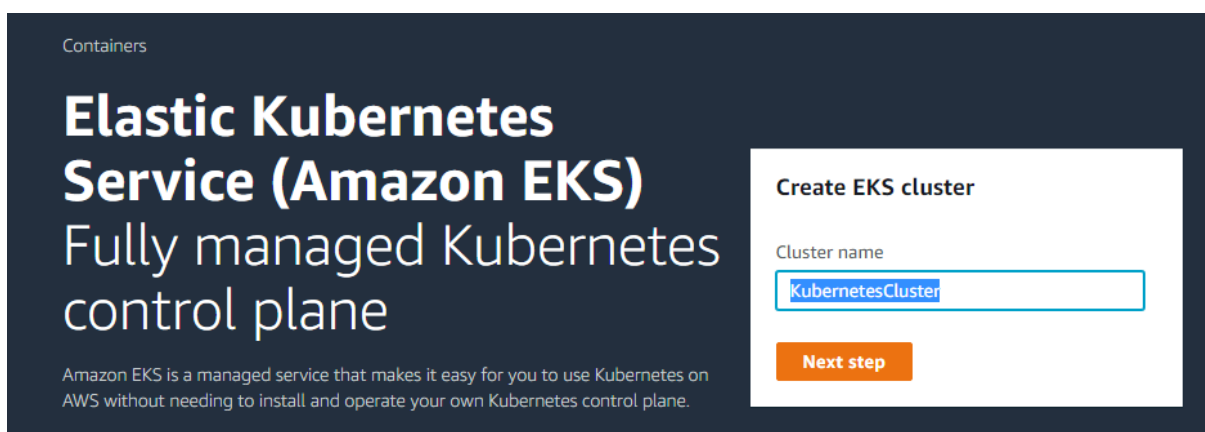 Containers
Elastic Kubernetes
Service (Amazon EKS)
Fully managed Kubernetes
control plane
Amazon EKS is a managed service that makes it easy for you to use Kubernetes on
AWS without needing to install and operate your own Kubernetes control plane.
Create EKS cluster
Cluster name
KubernetesCluster
Next step